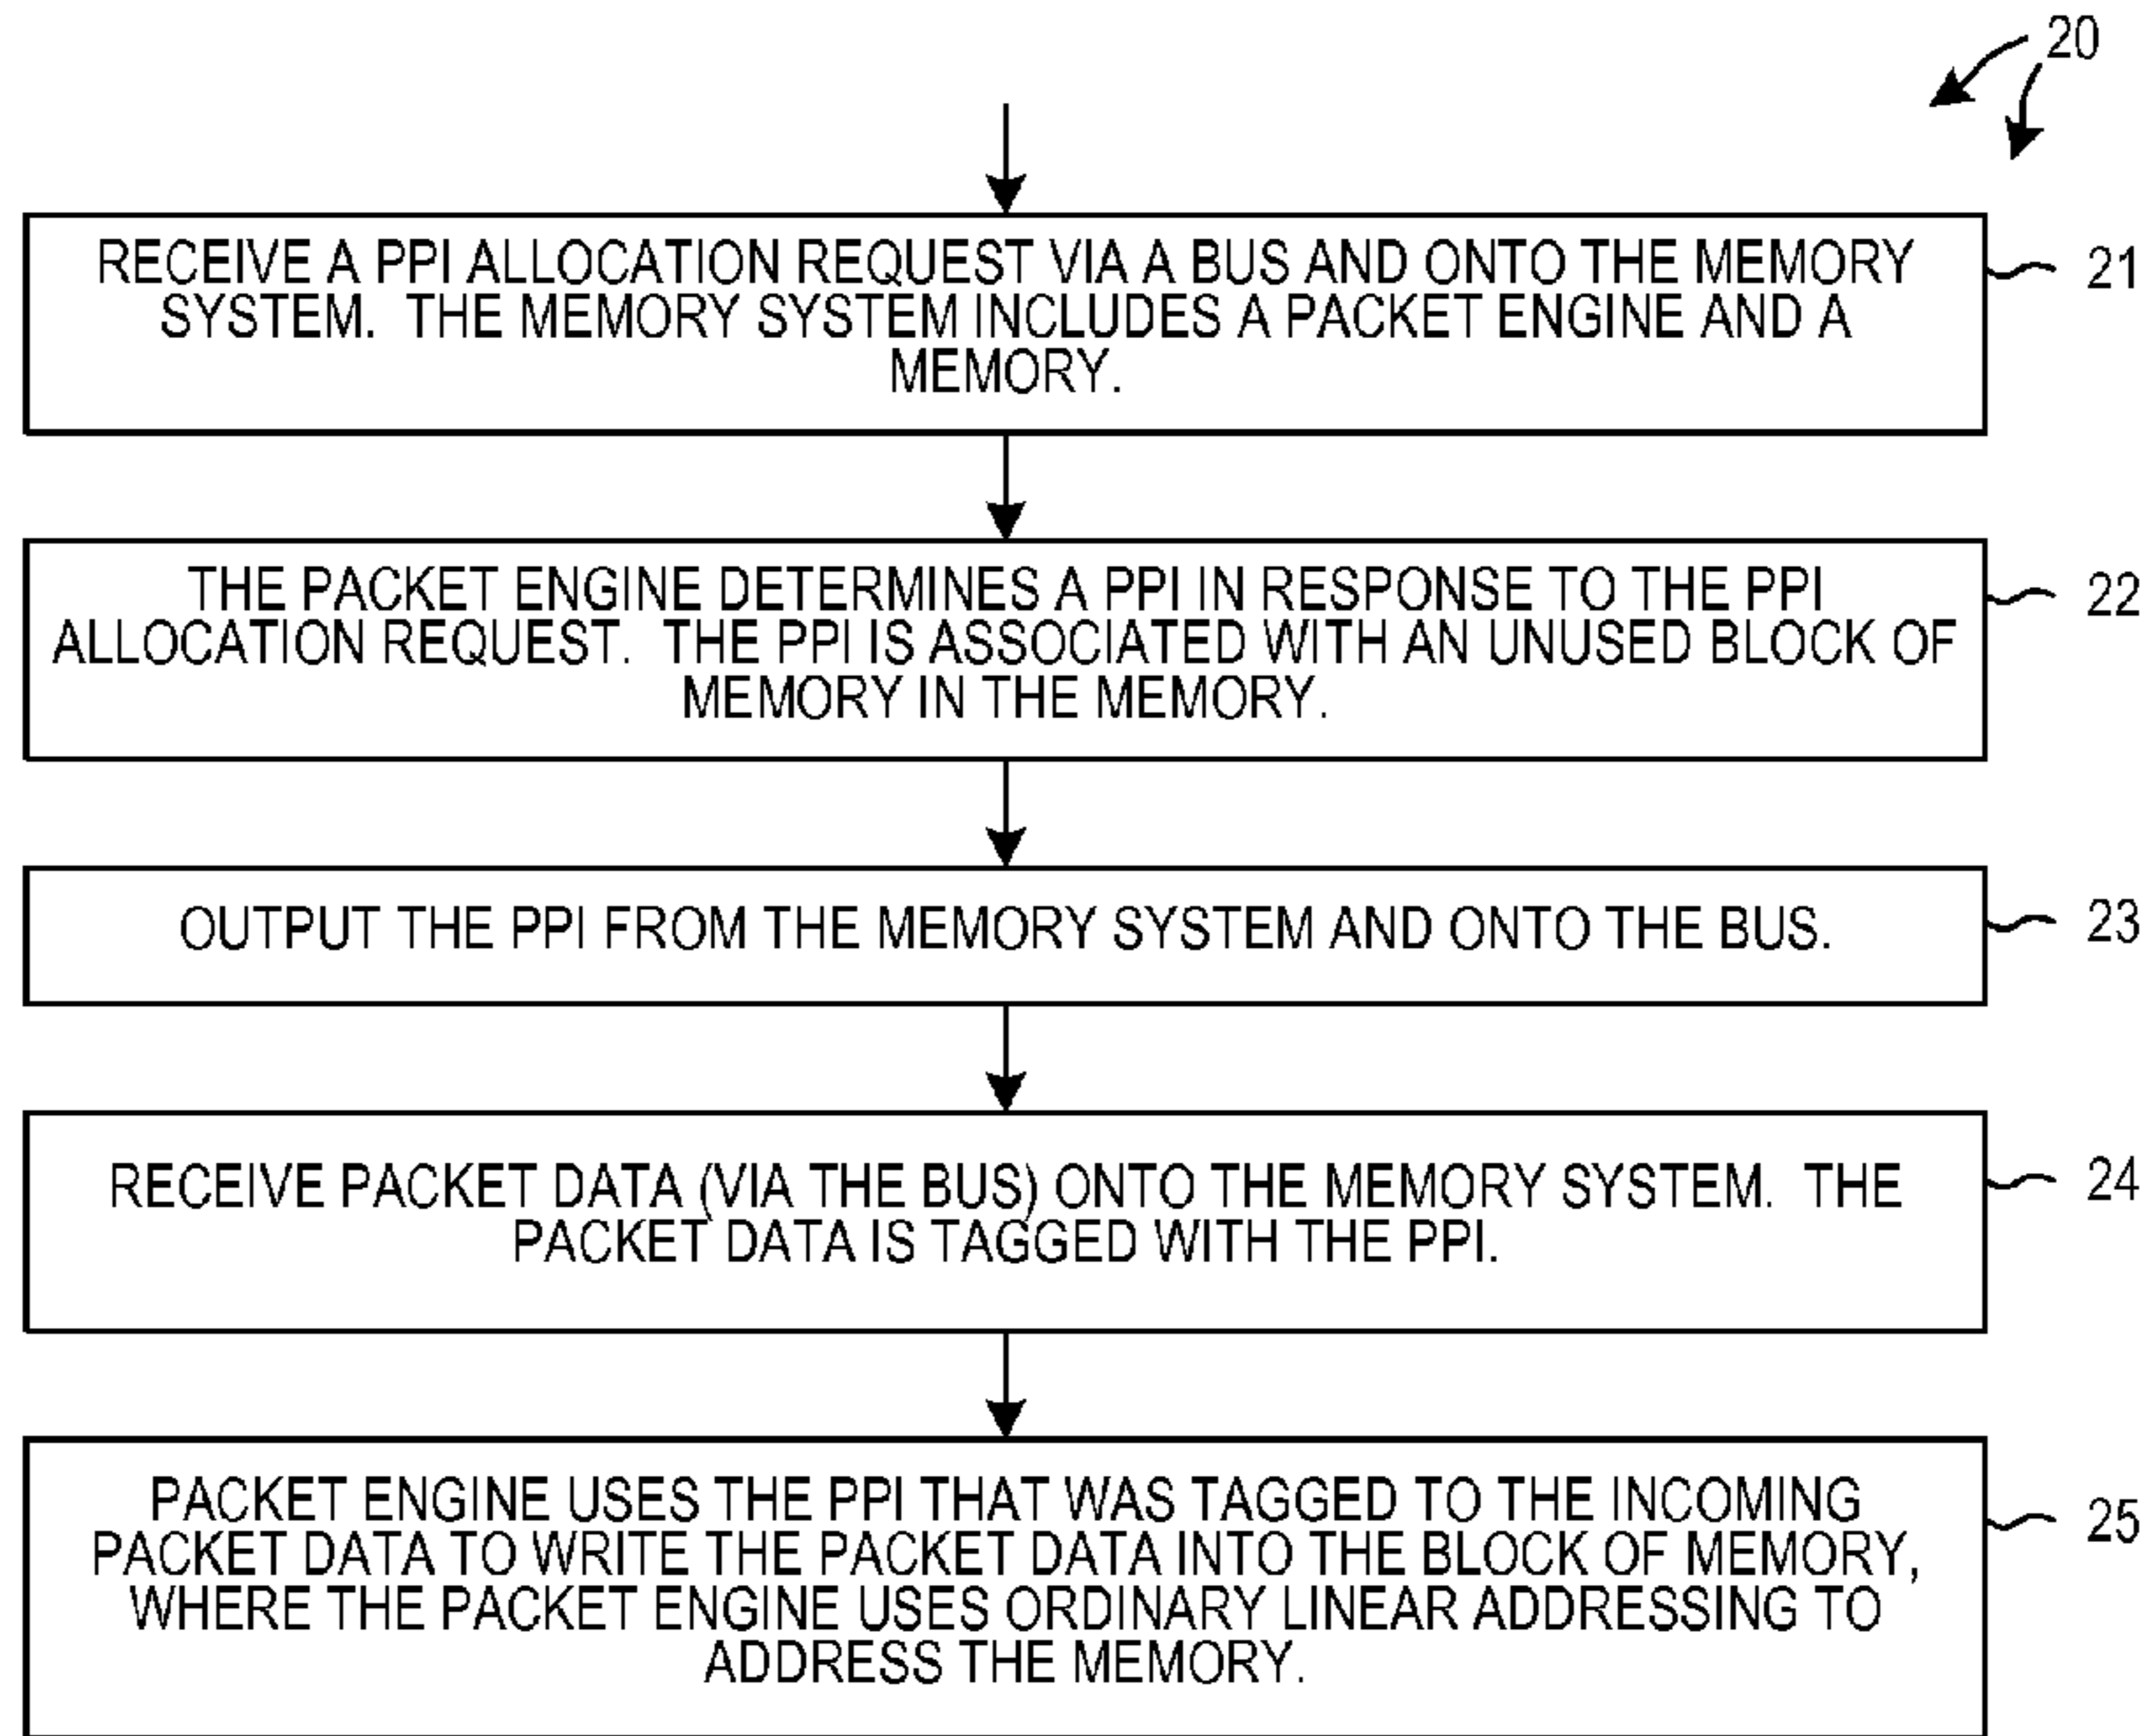 20
RECEIVE A PPI ALLOCATION REQUEST VIA A BUS AND ONTO THE MEMORY
SYSTEM. THE MEMORY SYSTEM INCLUDES A PACKET ENGINE AND A
MEMORY.
21
THE PACKET ENGINE DETERMINES A PPI IN RESPONSE TO THE PPI
ALLOCATION REQUEST. THE PPI IS ASSOCIATED WITH AN UNUSED BLOCK OF
MEMORY IN THE MEMORY.
22
OUTPUT THE PPI FROM THE MEMORY SYSTEM AND ONTO THE BUS.
23
RECEIVE PACKET DATA (VIA THE BUS) ONTO THE MEMORY SYSTEM. THE
PACKET DATA IS TAGGED WITH THE PPI.
24
PACKET ENGINE USES THE PPI THAT WAS TAGGED TO THE INCOMING
PACKET DATA TO WRITE THE PACKET DATA INTO THE BLOCK OF MEMORY,
WHERE THE PACKET ENGINE USES ORDINARY LINEAR ADDRESSING TO
ADDRESS THE MEMORY.
25